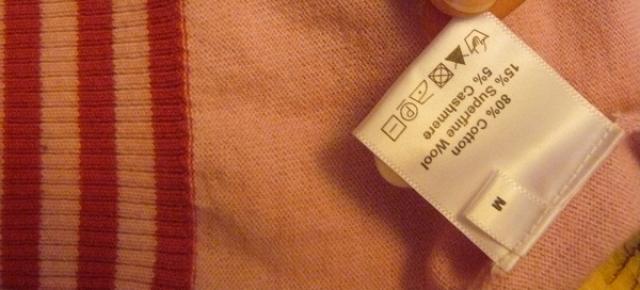 80% Cotton
15% Superfine Wool
5% Cashmere
P
M